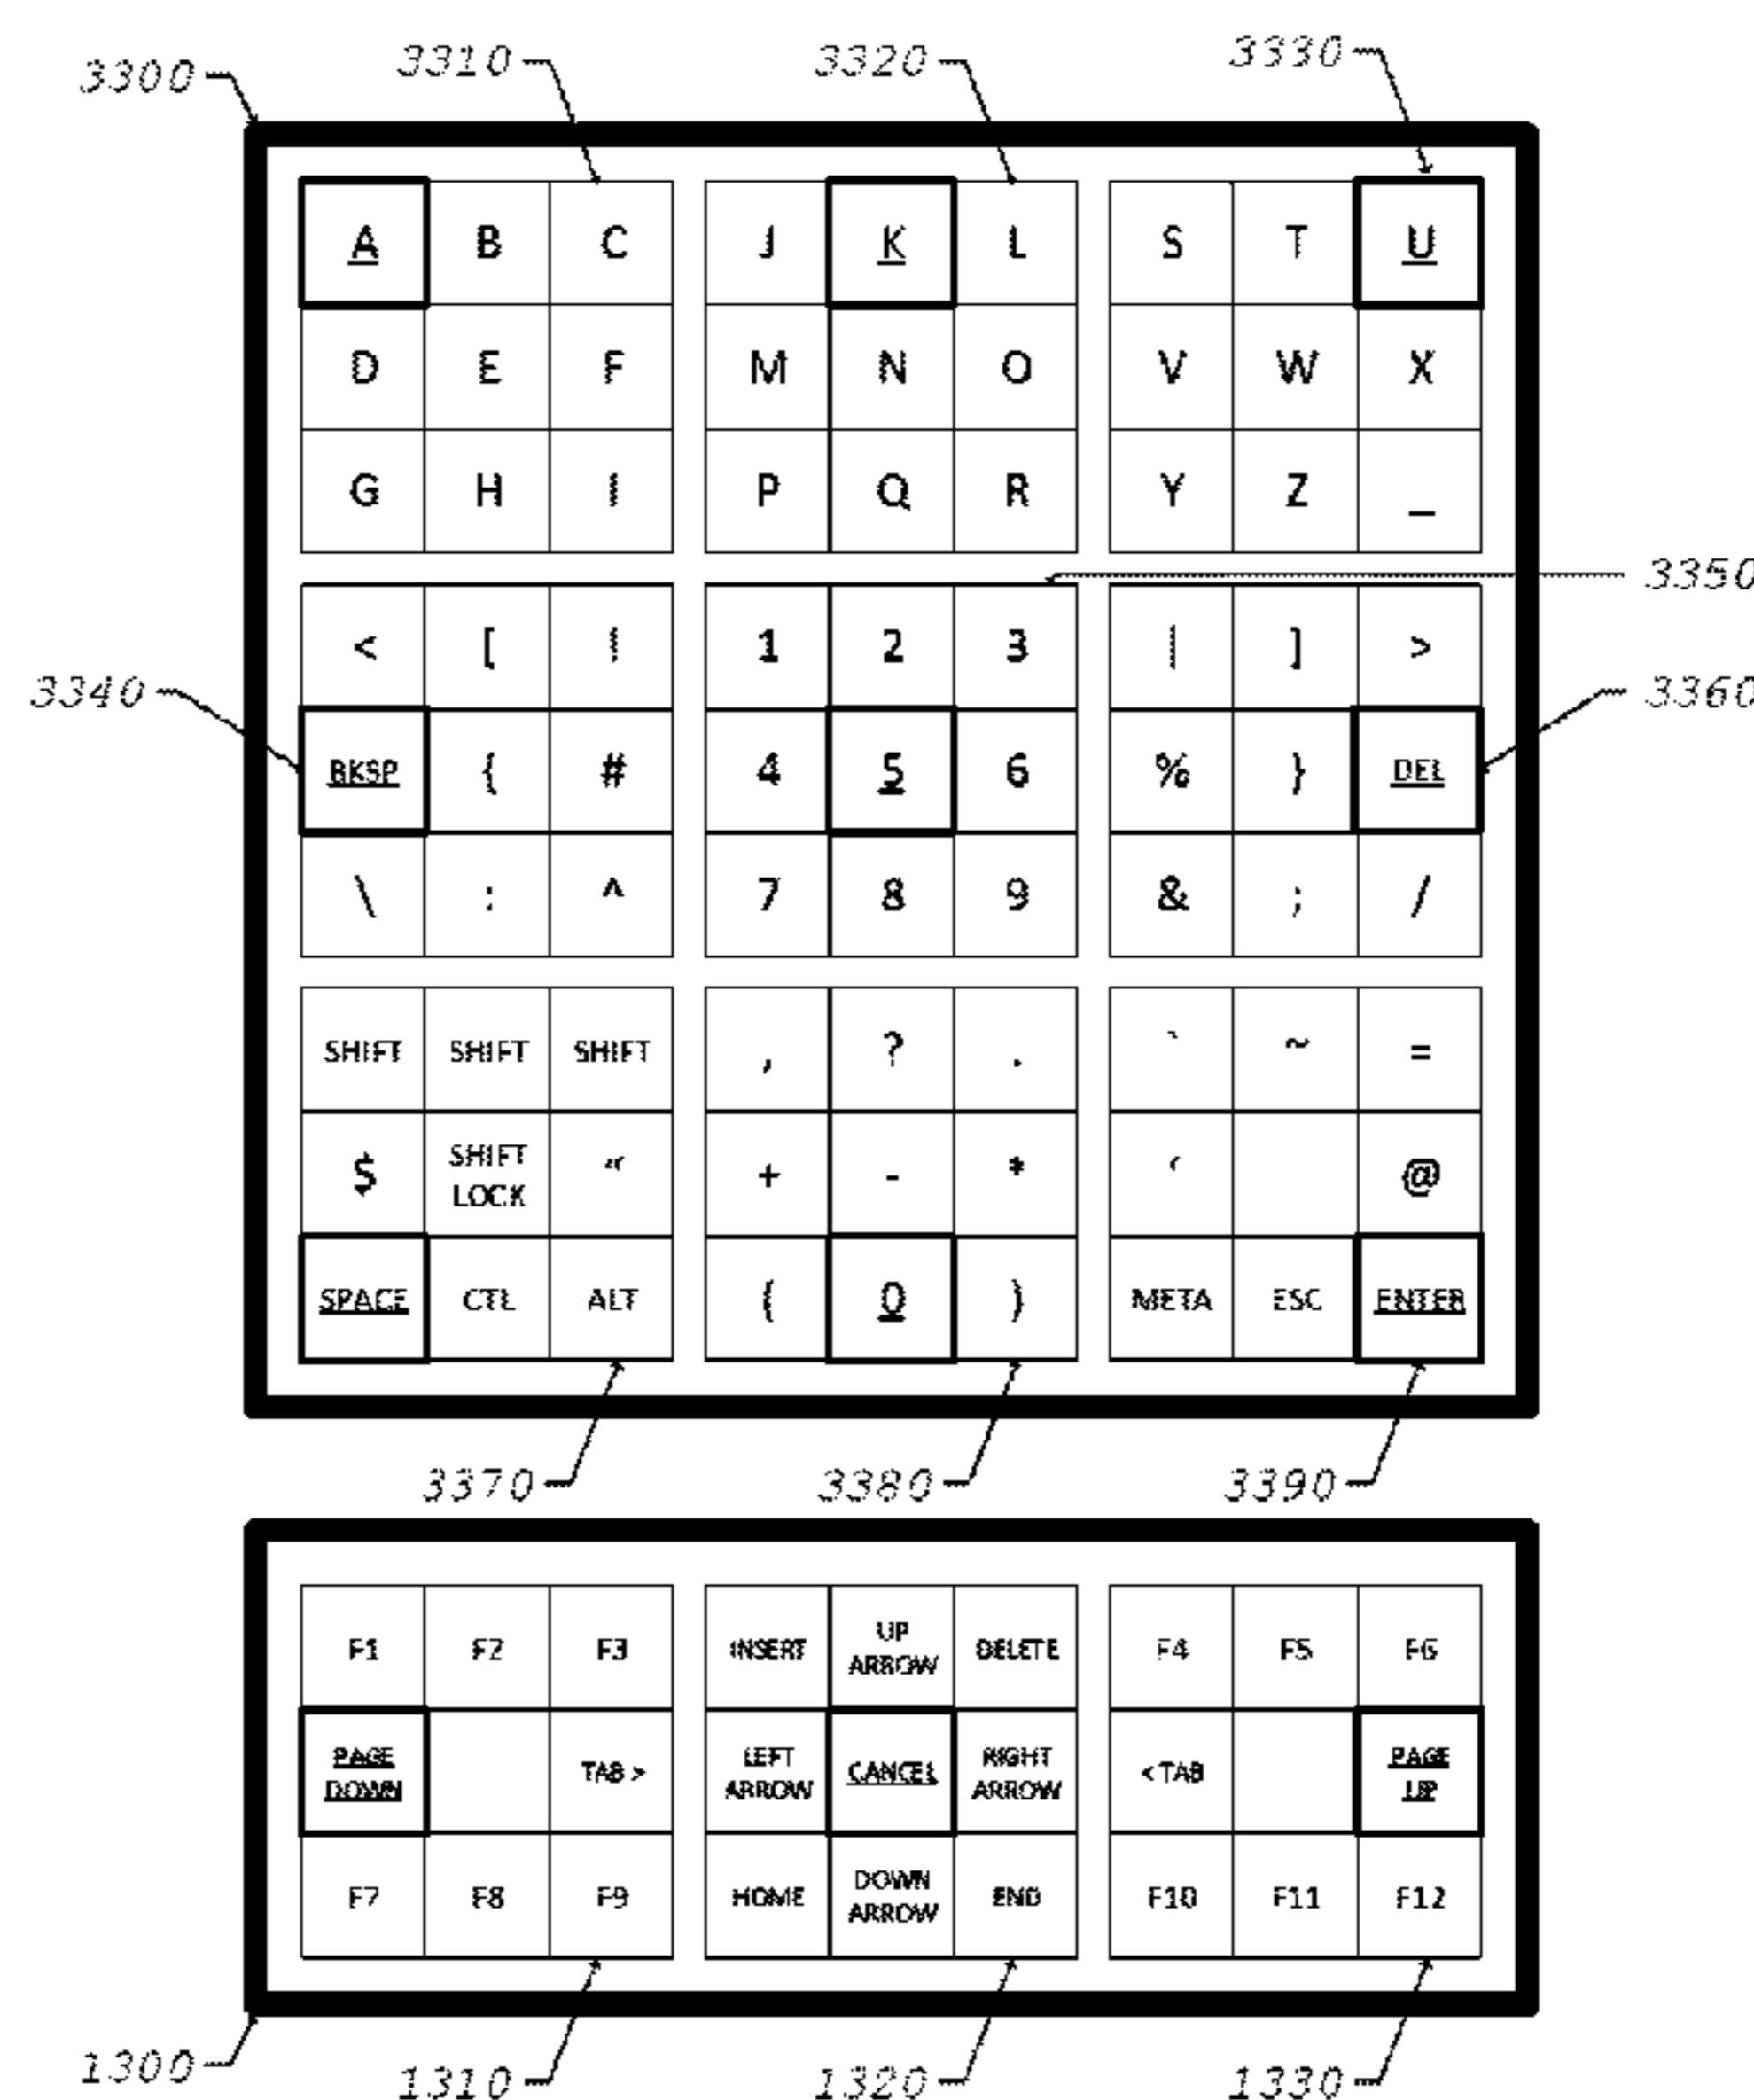 3300 3310 3320 3330
A B C J K L S T U
D E F M N O V W X
G H I P Q R Y Z _
3350
< [ ! 1 2 3 | ] >
3340 3360
BKSP { # 4 5 6 % } DEL
\ : ^ 7 8 9 & ; /
SHIFT SHIFT SHIFT , ? . ` ~ =
$ SHIFT LOCK “ + - * ‘ @
SPACE CTL ALT ( 0 ) META ESC ENTER
3370 3380 3390
F1 F2 F3 INSERT UP ARROW DELETE F4 F5 F6
PAGE DOWN TAB > LEFT ARROW CANCEL RIGHT ARROW < TAB PAGE UP
F7 F8 F9 HOME DOWN ARROW END F10 F11 F12
1300 1310 1320 1330